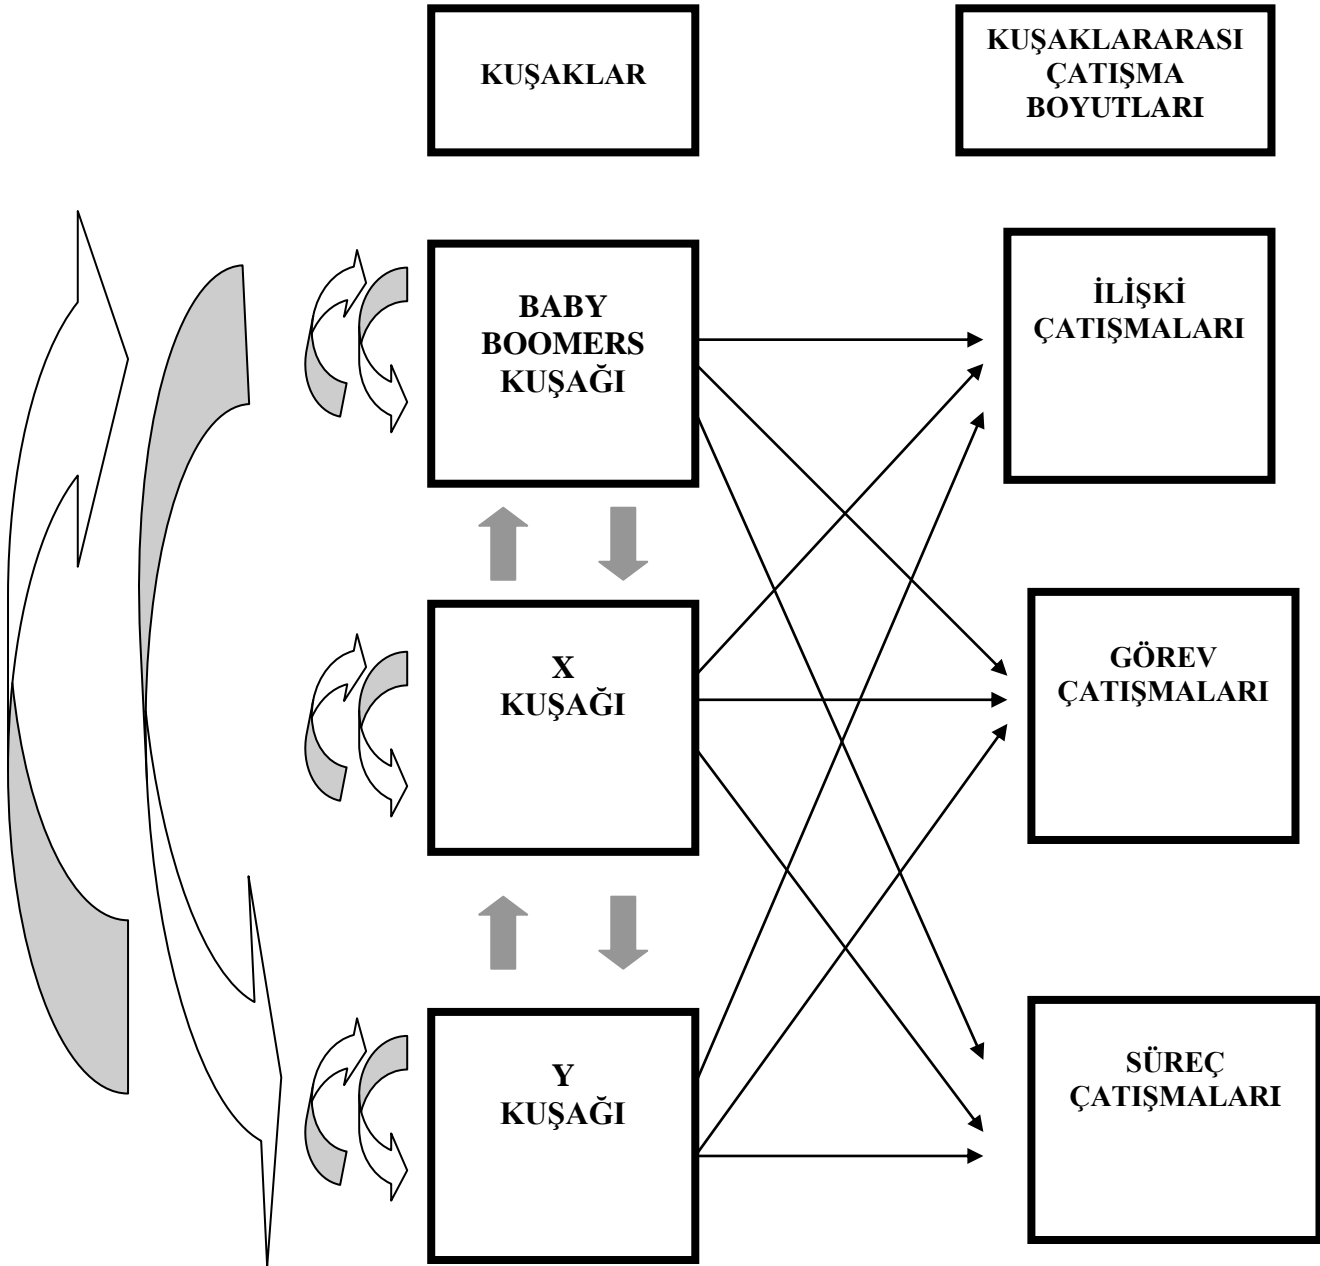 KUŞAKLAR
KUŞAKLARARASI
ÇATIŞMA
BOYUTLARI
BABY
BOOMERS
KUŞAĞI
İLİŞKİ
ÇATIŞMALARI
X
KUŞAĞI
GÖREV
ÇATIŞMALARI
Y
KUŞAĞI
SÜREÇ
ÇATIŞMALARI